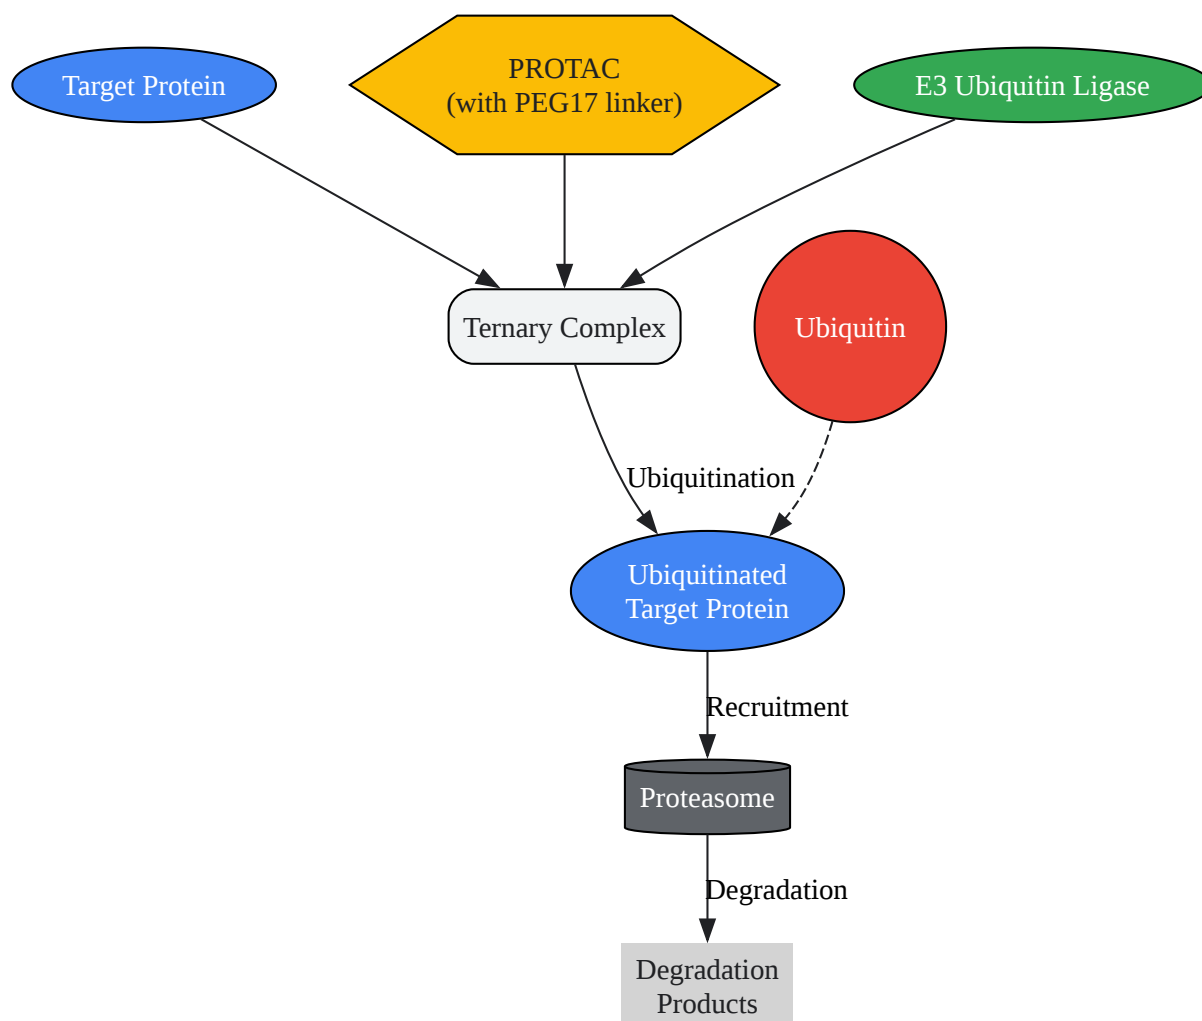 Target Protein
PROTAC
(with PEG17 linker)
E3 Ubiquitin Ligase
Ternary Complex
Ubiquitin
Ubiquitination
Ubiquitinated
Target Protein
Recruitment
Proteasome
Degradation
Degradation
Products